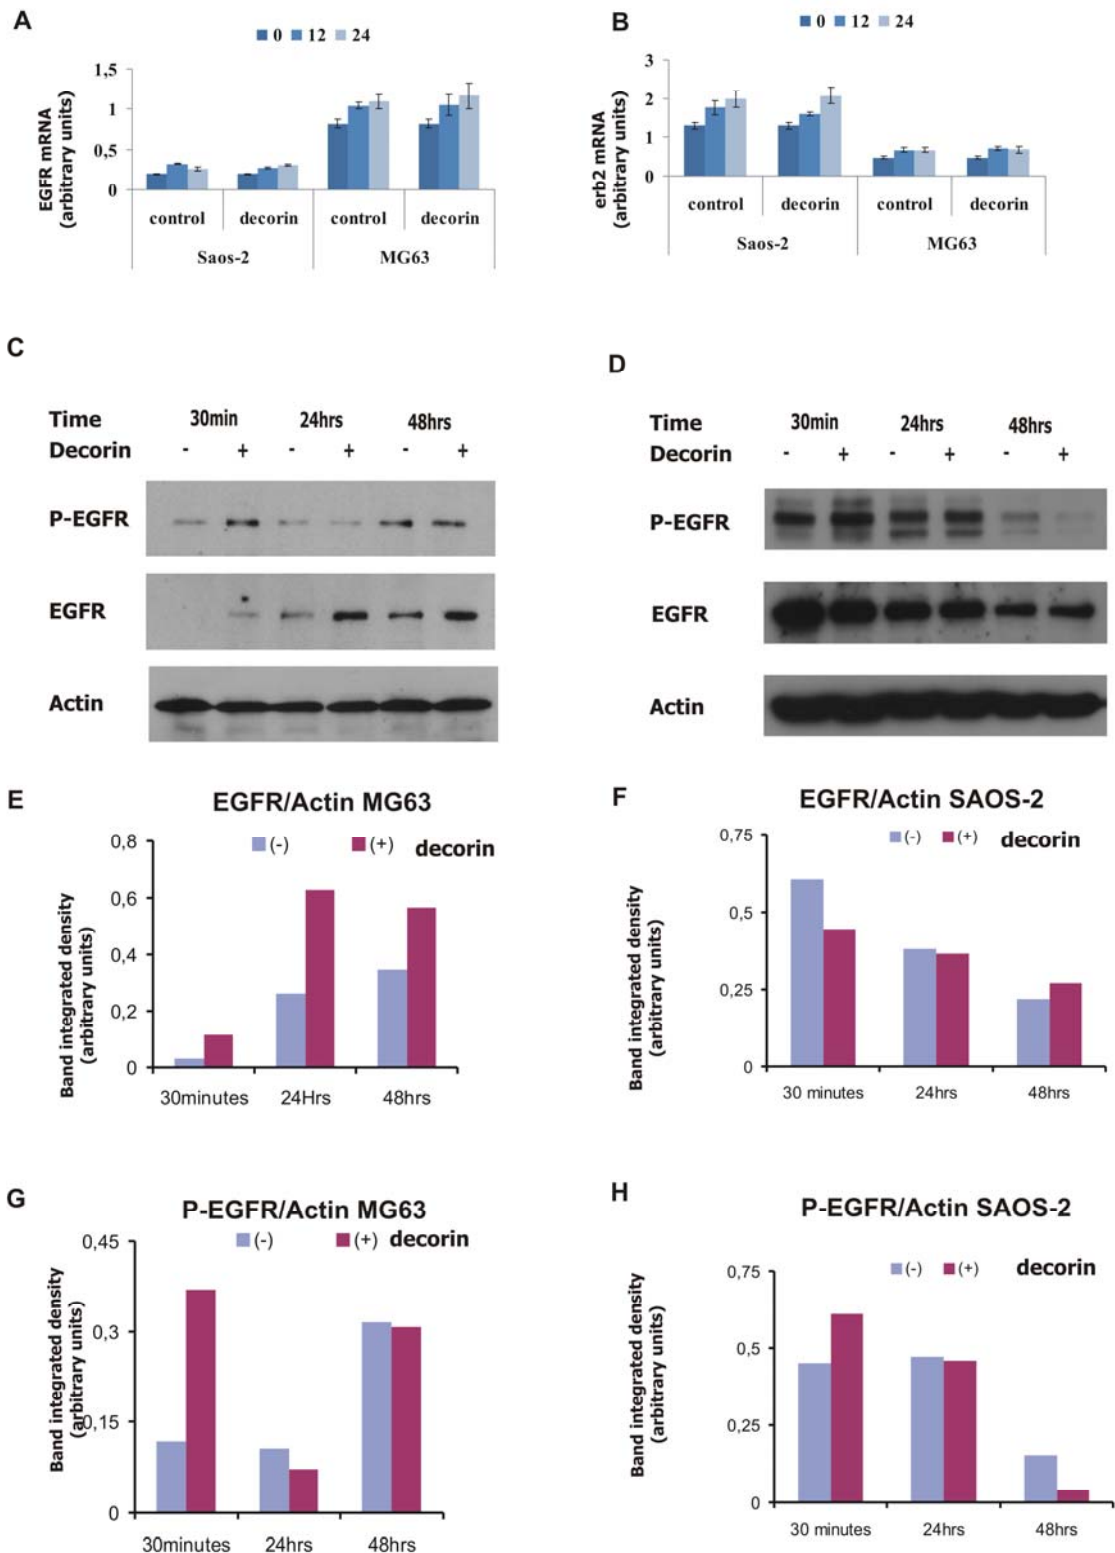 A
0 12 24
EGFR mRNA
(arbitrary units)
1,5
1
0,5
0
control decorin control decorin
Saos-2 MG63
B
0 12 24
erb2 mRNA
(arbitrary units)
3
2
1
0
control decorin control decorin
Saos-2 MG63
C
Time 30min 24hrs 48hrs
Decorin - + - + - +
P-EGFR
EGFR
Actin
D
Time 30min 24hrs 48hrs
Decorin - + - + - +
P-EGFR
EGFR
Actin
E
EGFR/Actin MG63
(-) (+) decorin
Band integrated density
(arbitrary units)
0.8
0,6
0,4
0,2
0
30minutes 24Hrs 48hrs
F
EGFR/Actin SAOS-2
(-) (+) decorin
Band integrated density
(arbitrary units)
0,75
0,5
0,25
0
30 minutes 24hrs 48hrs
G
P-EGFR/Actin MG63
(-) (+) decorin
Band integrated density
(arbitrary units)
0,45
0,3
0,15
0
30minutes 24hrs 48hrs
H
P-EGFR/Actin SAOS-2
(-) (+) decorin
Band integrated density
(arbitrary units)
0,75
0,5
0,25
0
30 minutes 24hrs 48hrs